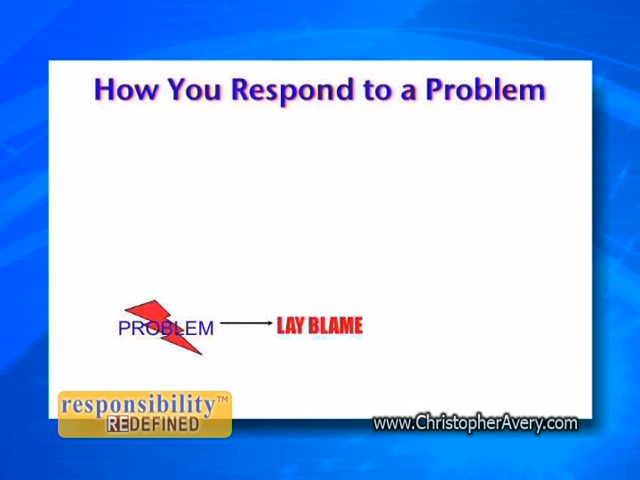 How You Respond to a Problem
PROBLEM LAY BLAME
responsibility™
REDEFINED
www.ChristopherAvery.com